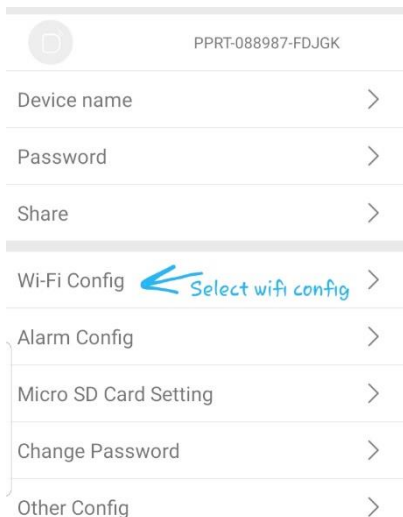 PPRT-088987-FDJGK
Device name
Password
Share
Wi-Fi Config
Select wifi config
Alarm Config
Micro SD Card Setting
Change Password
Other Config